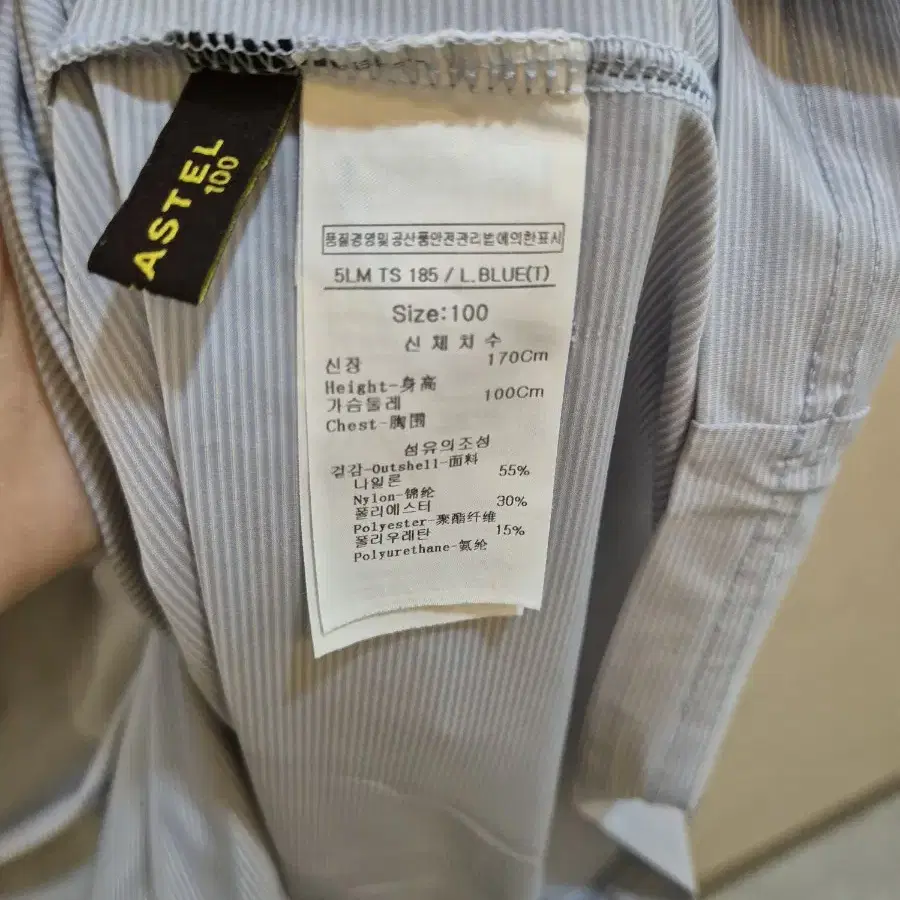 ASTEL
100
품질경영및공산품안전관리법에의한표시
5LM TS 185 / L.BLUE(T)
Size:100
신체치수
신장 170Cm
Height-身高
가슴둘레 100Cm
Chest-胸围
섬유의조성
겉감-Outshell-面料
나일론 55%
Nylon-锦纶
폴리에스터 30%
Polyester-聚酯纤维
폴리우레탄 15%
Polyurethane-氨纶